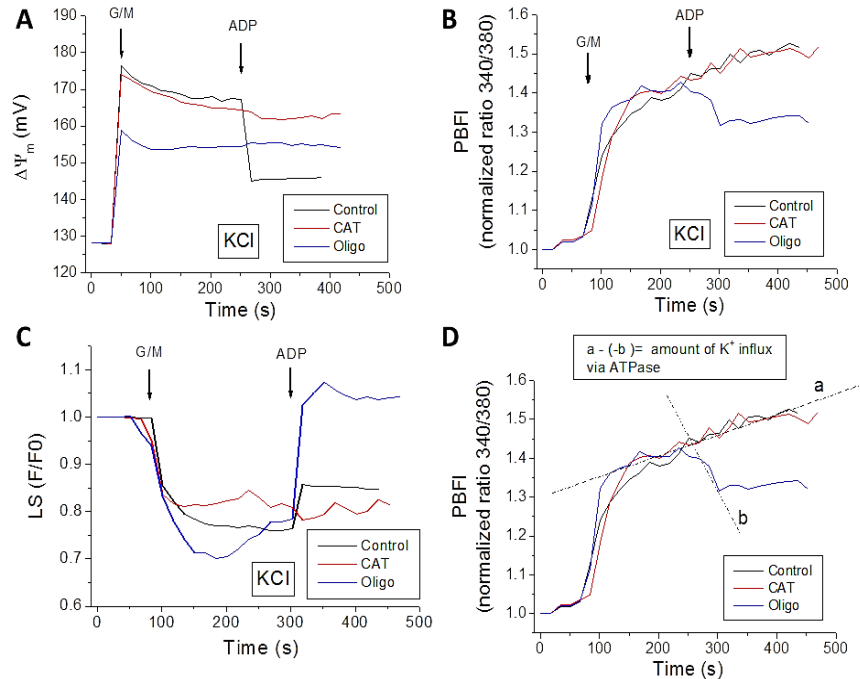 A
G/M
ADP
ΔΨm (mV)
180
170
160
150
140
130
120
KCl
Control
CAT
Oligo
0 100 200 300 400 500
Time (s)
B
G/M
ADP
PBFI
(normalized ratio 340/380)
1.6
1.5
1.4
1.3
1.2
1.1
1.0
KCl
Control
CAT
Oligo
0 100 200 300 400 500
Time (s)
C
G/M
ADP
LS (F/F0)
1.1
1.0
0.9
0.8
0.7
0.6
KCl
Control
CAT
Oligo
0 100 200 300 400 500
Time (s)
D
a - (-b )= amount of K+ influx
via ATPase
PBFI
(normalized ratio 340/380)
1.6
1.5
1.4
1.3
1.2
1.1
1.0
a
b
Control
CAT
Oligo
0 100 200 300 400 500
Time (s)